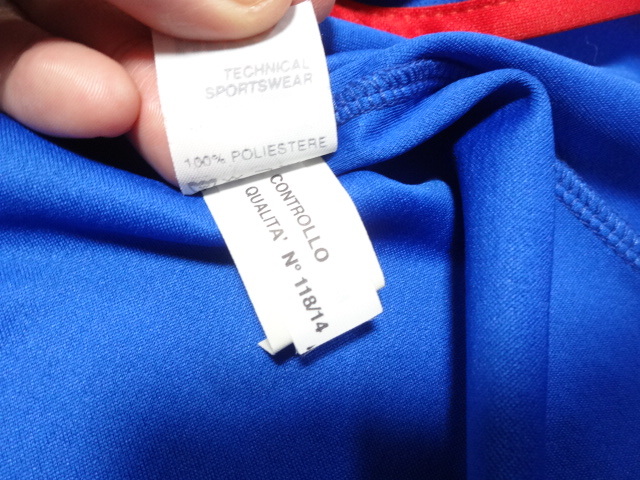 TECHNICAL
SPORTSWEAR
100% POLIESTERE
CONTROLLO
QUALITA' N° 118/14